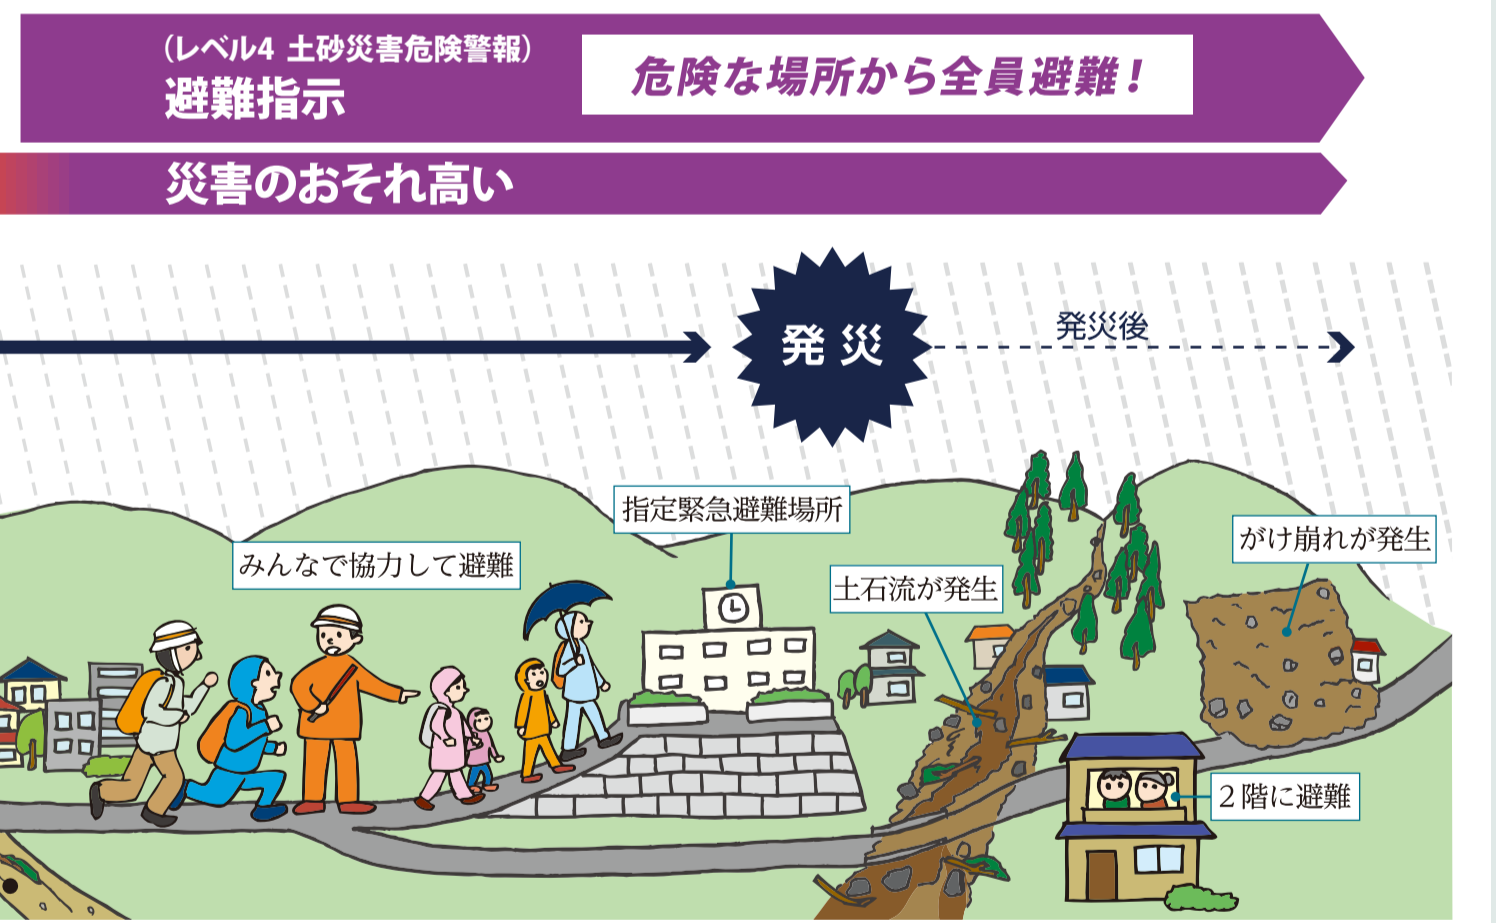 (レベル4 土砂災害危険警報)
避難指示
危険な場所から全員避難！
災害のおそれ高い
発災
発災後
指定緊急避難場所
みんなで協力して避難
土石流が発生
がけ崩れが発生
２階に避難